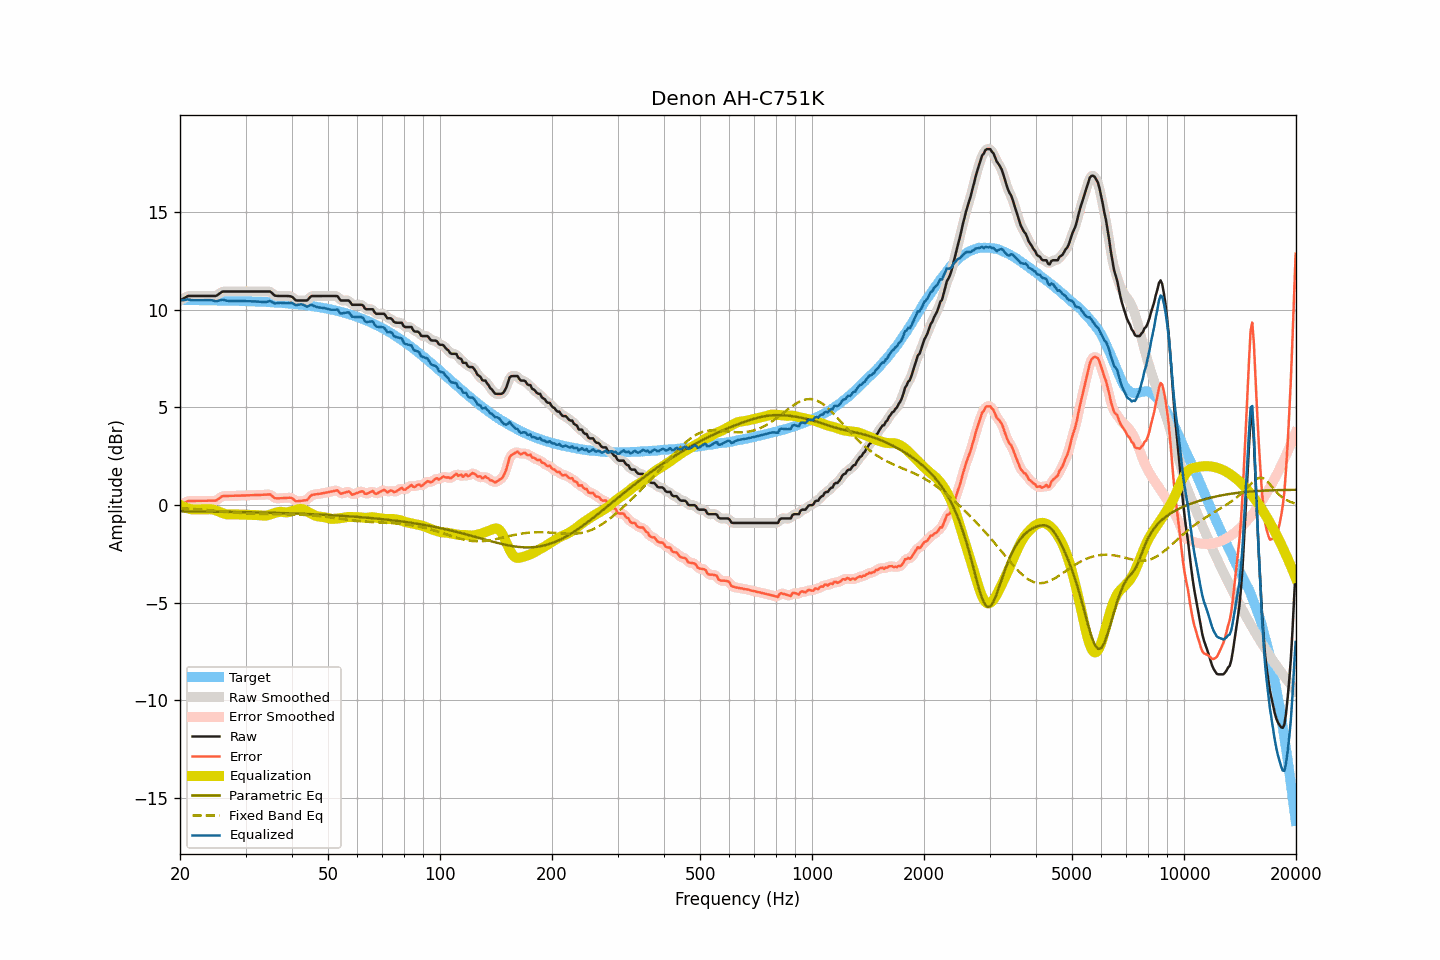 Denon AH-C751K
15
10
5
0
−5
−10
−15
Amplitude (dBr)
Target
Raw Smoothed
Error Smoothed
Raw
Error
Equalization
Parametric Eq
Fixed Band Eq
Equalized
20 50 100 200 500 1000 2000 5000 10000 20000
Frequency (Hz)